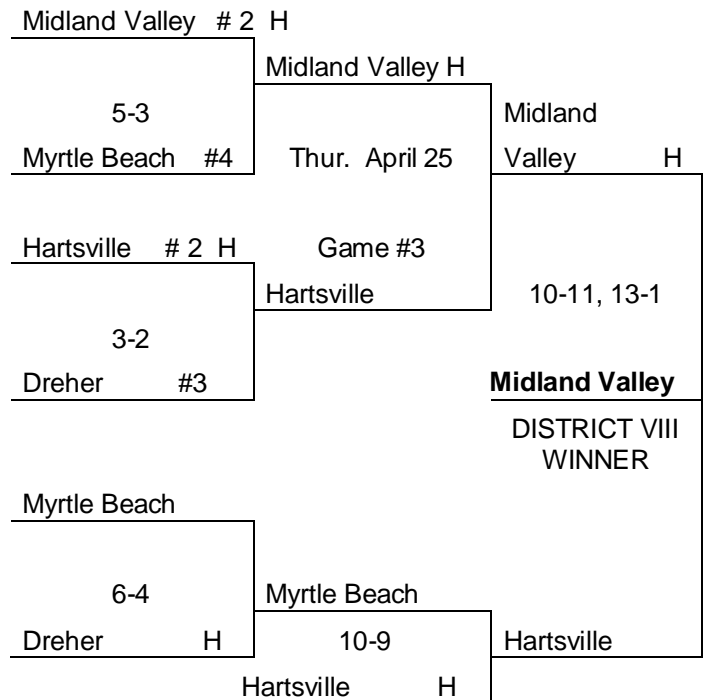 Midland Valley # 2 H
Midland Valley H
5-3
Midland
Myrtle Beach #4
Thur. April 25
Valley H
Hartsville # 2 H
Game #3
Hartsville
10-11, 13-1
3-2
Dreher #3
Midland Valley
DISTRICT VIII
WINNER
Myrtle Beach
6-4
Myrtle Beach
Dreher H
10-9
Hartsville
Hartsville H